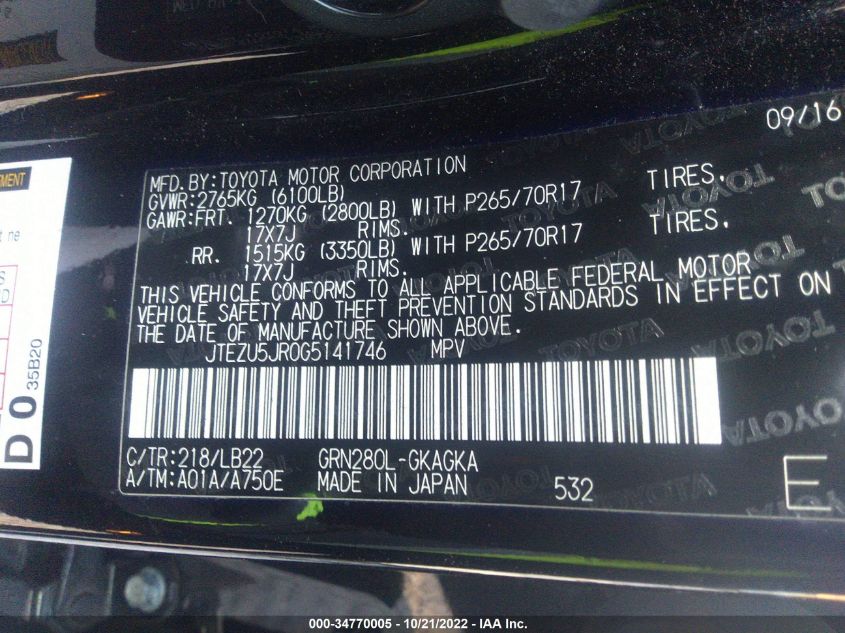 09/16
MFD. BY:TOYOTA MOTOR CORPORATION
GVWR:2765KG (6100LB)
GAWR:FRT. 1270KG (2800LB) WITH P265/70R17 TIRES,
17X7J RIMS.
RR. 1515KG (3350LB) WITH P265/70R17 TIRES,
17X7J RIMS.
THIS VEHICLE CONFORMS TO ALL APPLICABLE FEDERAL MOTOR
VEHICLE SAFETY AND THEFT PREVENTION STANDARDS IN EFFECT ON
THE DATE OF MANUFACTURE SHOWN ABOVE.
JTEZU5JR0G5141746 MPV
C/TR:218/LB22 GRN280L-GKAGKA
A/TM:A01A/A750E MADE IN JAPAN 532 E
D 0 35B20
000-34770005 - 10/21/2022 - IAA Inc.